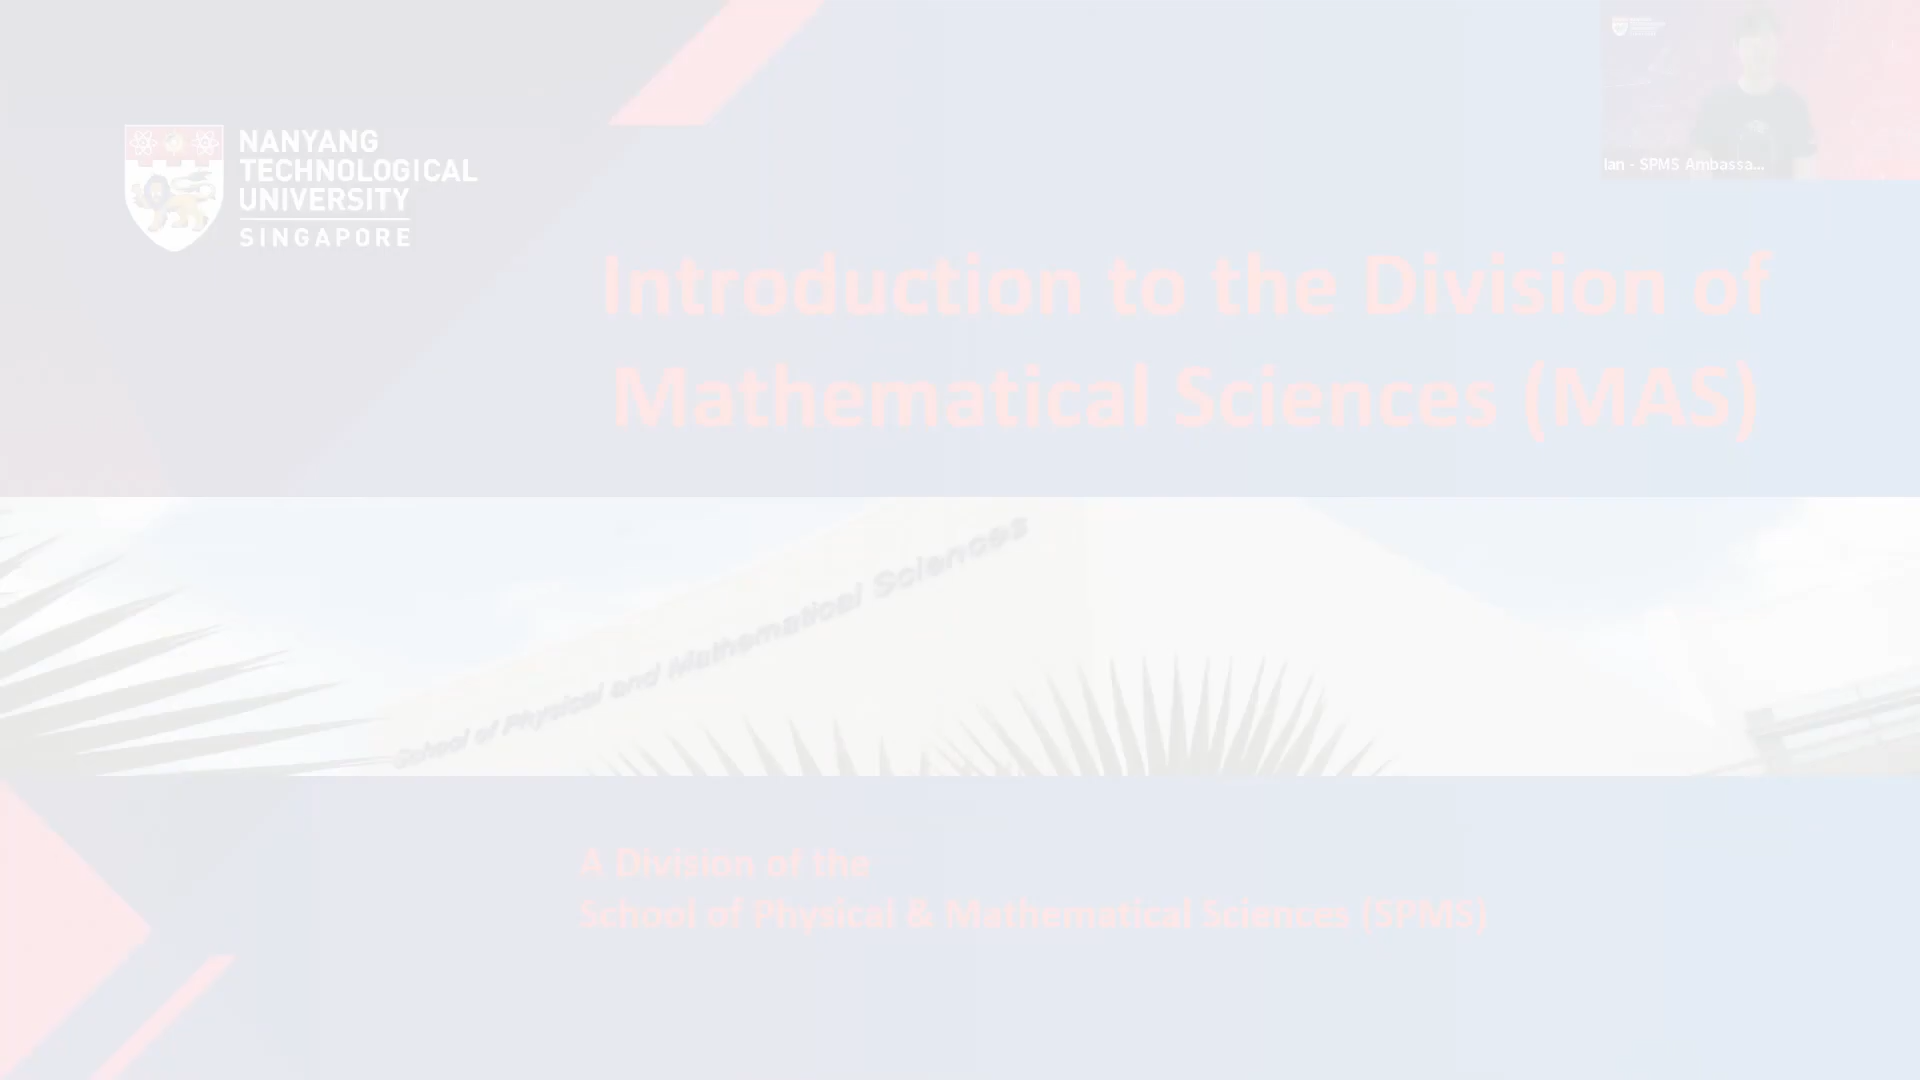 NANYANG
TECHNOLOGICAL
UNIVERSITY
SINGAPORE
Ian - SPMS Ambassa...
Introduction to the Division of
Mathematical Sciences (MAS)
School of Physical and Mathematical Sciences
A Division of the
School of Physical & Mathematical Sciences (SPMS)